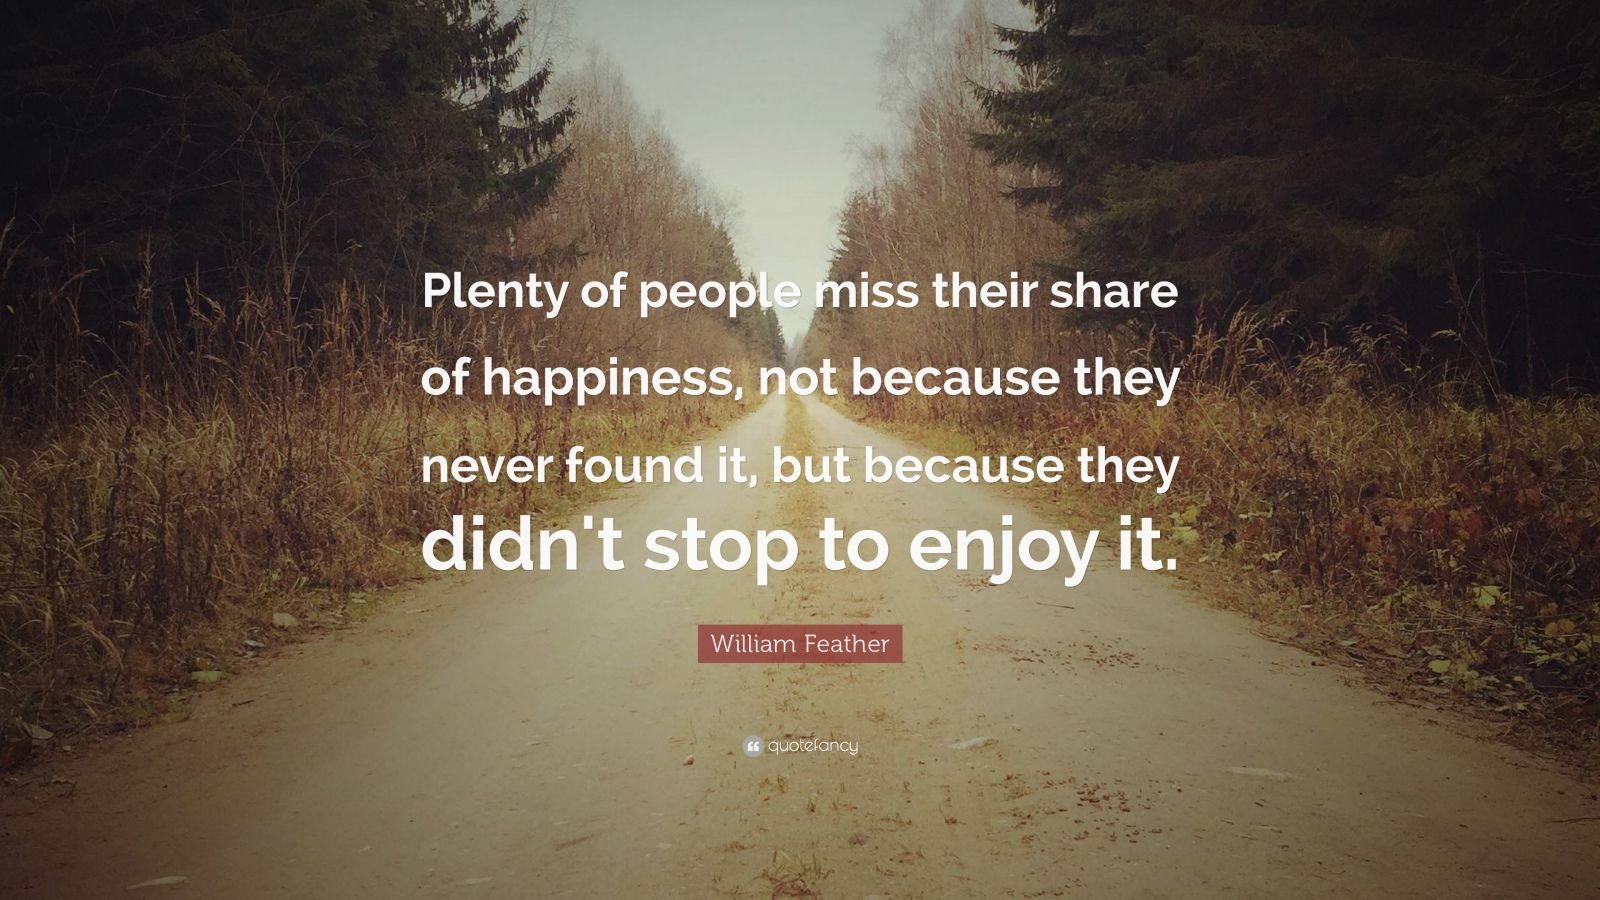 Plenty of people miss their share
of happiness, not because they
never found it, but because they
didn't stop to enjoy it.
William Feather
quotefancy